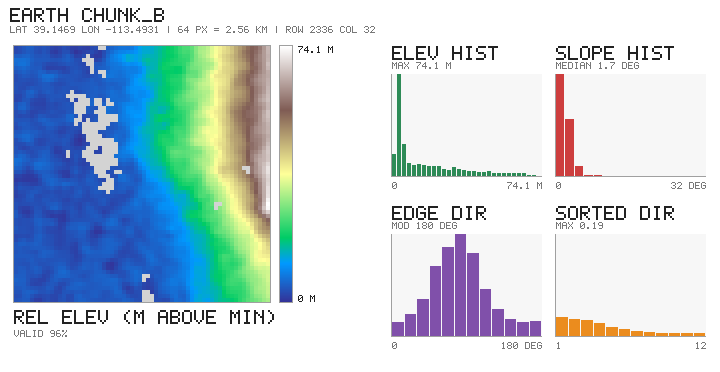 EARTH CHUNK_B
LAT 39.1469 LON -113.4931 | 64 PX = 2.56 KM | ROW 2336 COL 32
74.1 M
0 M
REL ELEV (M ABOVE MIN)
VALID 96%
ELEV HIST
MAX 74.1 M
0 74.1 M
SLOPE HIST
MEDIAN 1.7 DEG
0 32 DEG
EDGE DIR
MOD 180 DEG
0 180 DEG
SORTED DIR
MAX 0.19
1 12